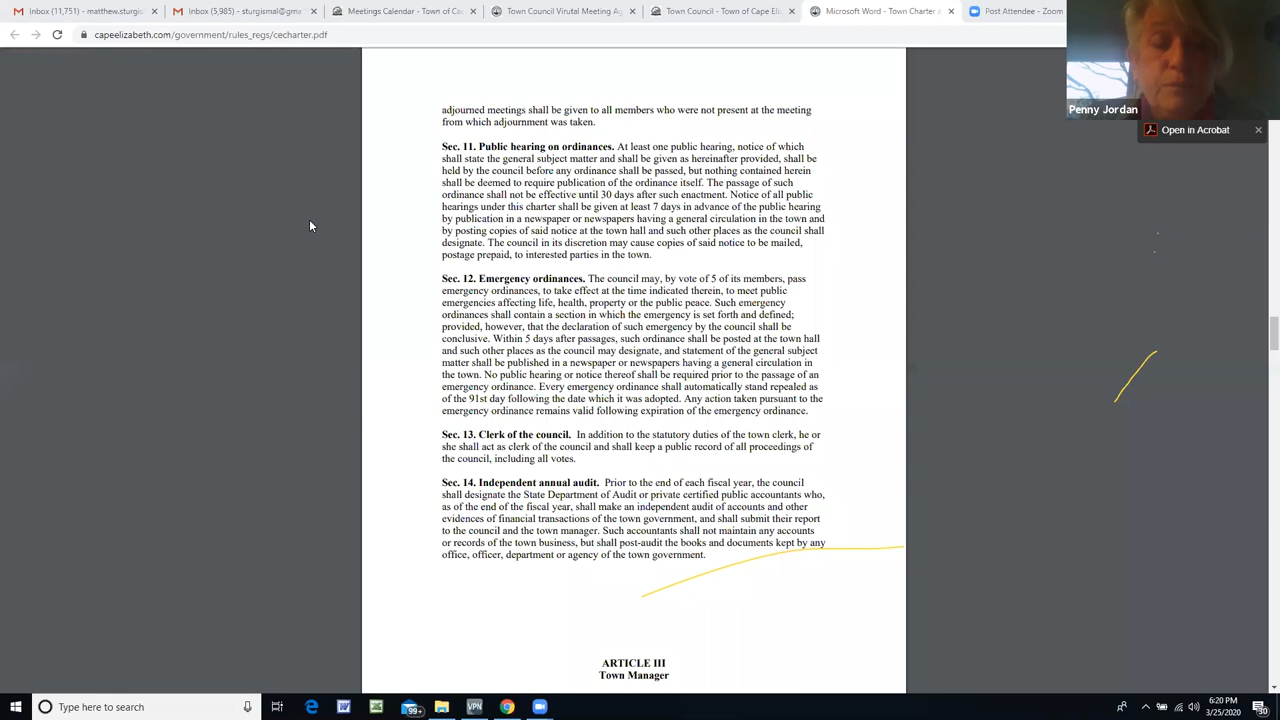 Inbox (11,751) - matthew.sturgis
Inbox (5,985) - sturgismal@gma
Meetings Calendar - Town of Cap
Town Council Virutal Meeting Ag
Town Council - Town of Cape Eliz
Microsoft Word - Town Charter A
Post Attendee - Zoom
capeelizabeth.com/government/rules_regs/cecharter.pdf
Penny Jordan
Open in Acrobat
adjourned meetings shall be given to all members who were not present at the meeting
from which adjournment was taken.
Sec. 11. Public hearing on ordinances. At least one public hearing, notice of which
shall state the general subject matter and shall be given as hereinafter provided, shall be
held by the council before any ordinance shall be passed, but nothing contained herein
shall be deemed to require publication of the ordinance itself. The passage of such
ordinance shall not be effective until 30 days after such enactment. Notice of all public
hearings under this charter shall be given at least 7 days in advance of the public hearing
by publication in a newspaper or newspapers having a general circulation in the town and
by posting copies of said notice at the town hall and such other places as the council shall
designate. The council in its discretion may cause copies of said notice to be mailed,
postage prepaid, to interested parties in the town.
Sec. 12. Emergency ordinances. The council may, by vote of 5 of its members, pass
emergency ordinances, to take effect at the time indicated therein, to meet public
emergencies affecting life, health, property or the public peace. Such emergency
ordinances shall contain a section in which the emergency is set forth and defined;
provided, however, that the declaration of such emergency by the council shall be
conclusive. Within 5 days after passages, such ordinance shall be posted at the town hall
and such other places as the council may designate, and statement of the general subject
matter shall be published in a newspaper or newspapers having a general circulation in
the town. No public hearing or notice thereof shall be required prior to the passage of an
emergency ordinance. Every emergency ordinance shall automatically stand repealed as
of the 91st day following the date which it was adopted. Any action taken pursuant to the
emergency ordinance remains valid following expiration of the emergency ordinance.
Sec. 13. Clerk of the council. In addition to the statutory duties of the town clerk, he or
she shall act as clerk of the council and shall keep a public record of all proceedings of
the council, including all votes.
Sec. 14. Independent annual audit. Prior to the end of each fiscal year, the council
shall designate the State Department of Audit or private certified public accountants who,
as of the end of the fiscal year, shall make an independent audit of accounts and other
evidences of financial transactions of the town government, and shall submit their report
to the council and the town manager. Such accountants shall not maintain any accounts
or records of the town business, but shall post-audit the books and documents kept by any
office, officer, department or agency of the town government.
ARTICLE III
Town Manager
Type here to search
99+
VPN
6:20 PM
3/25/2020
30